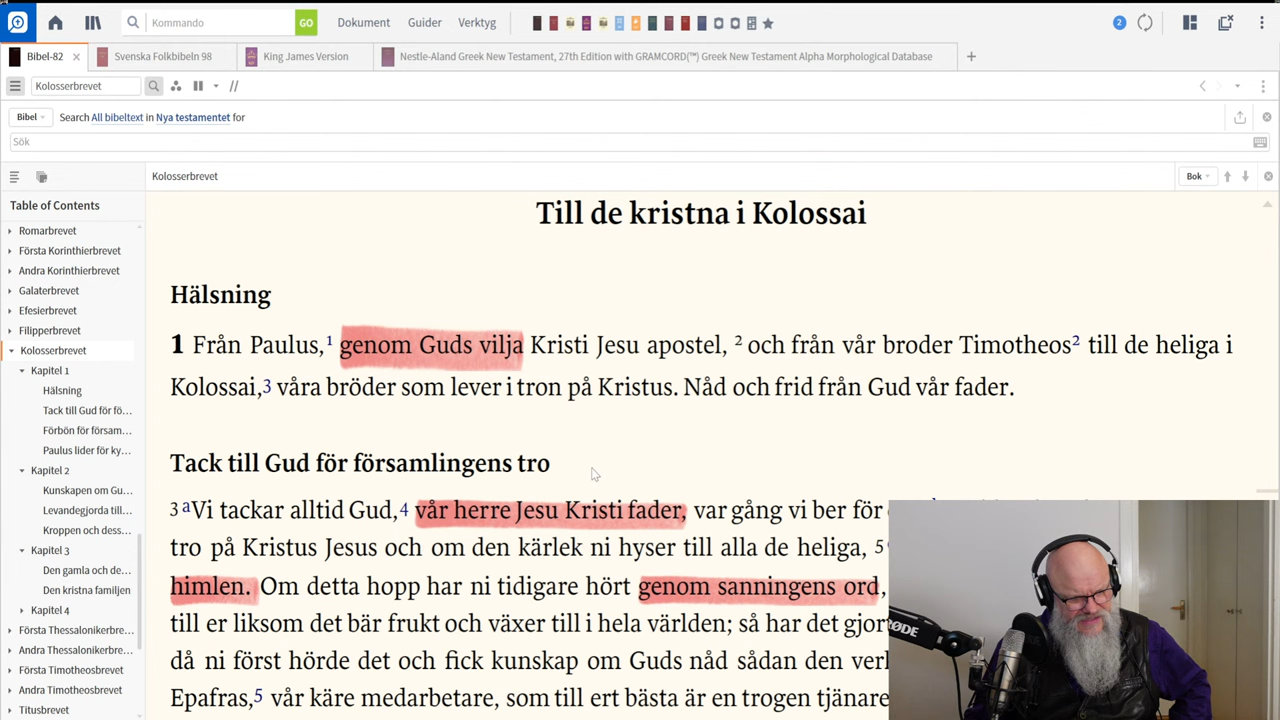 Kommando GO Dokument Guider Verktyg 2
Bibel-82 Svenska Folkbibeln 98 King James Version Nestle-Aland Greek New Testament, 27th Edition with GRAMCORD(™) Greek New Testament Alpha Morphological Database
Kolosserbrevet
Bibel Search All bibeltext in Nya testamentet for
Sök
Kolosserbrevet Bok
Table of Contents
Romarbrevet
Första Korinthierbrevet
Andra Korinthierbrevet
Galaterbrevet
Efesierbrevet
Filipperbrevet
Kolosserbrevet
Kapitel 1
Hälsning
Tack till Gud för fö...
Förbön för försam...
Paulus lider för ky...
Kapitel 2
Kunskapen om Gu...
Levandegjorda till...
Kroppen och dess...
Kapitel 3
Den gamla och de...
Den kristna familjen
Kapitel 4
Första Thessalonikerbre...
Andra Thessalonikerbre...
Första Timotheosbrevet
Andra Timotheosbrevet
Titusbrevet
Till de kristna i Kolossai
Hälsning
1 Från Paulus,1 genom Guds vilja Kristi Jesu apostel, 2 och från vår broder Timotheos2 till de heliga i
Kolossai,3 våra bröder som lever i tron på Kristus. Nåd och frid från Gud vår fader.
Tack till Gud för församlingens tro
3 a Vi tackar alltid Gud,4 vår herre Jesu Kristi fader, var gång vi ber för
tro på Kristus Jesus och om den kärlek ni hyser till alla de heliga, 5
himlen. Om detta hopp har ni tidigare hört genom sanningens ord,
till er liksom det bär frukt och växer till i hela världen; så har det gjor
då ni först hörde det och fick kunskap om Guds nåd sådan den verl
Epafras,5 vår käre medarbetare, som till ert bästa är en trogen tjänare
RØDE